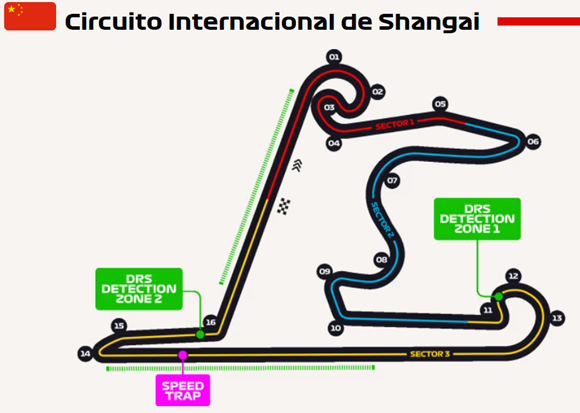 Circuito Internacional de Shangai
01
02
03
04
05
SECTOR 1
06
07
SECTOR 2
08
09
10
DRS
DETECTION
ZONE 1
11
12
13
DRS
DETECTION
ZONE 2
16
15
14
SECTOR 3
SPEED
TRAP